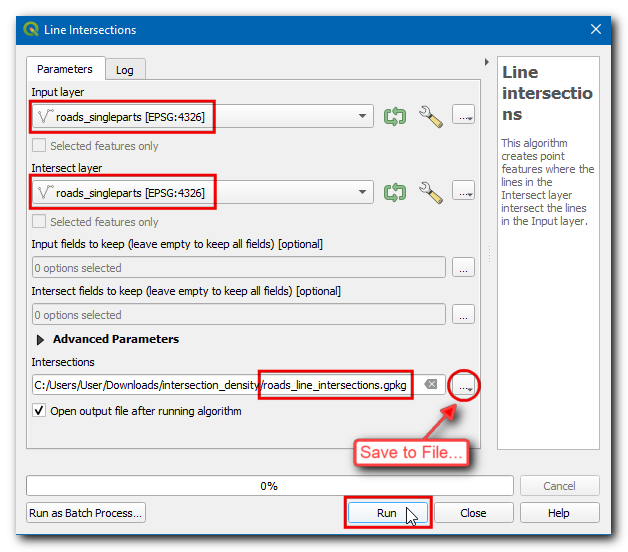 Line Intersections
Parameters
Log
Input layer
roads_singleparts [EPSG:4326]
...
Selected features only
Intersect layer
roads_singleparts [EPSG:4326]
...
Selected features only
Input fields to keep (leave empty to keep all fields) [optional]
0 options selected
...
Intersect fields to keep (leave empty to keep all fields) [optional]
0 options selected
...
Advanced Parameters
Intersections
C:/Users/User/Downloads/intersection_density/roads_line_intersections.gpkg
...
Open output file after running algorithm
Save to File...
Line
intersectio
ns
This algorithm
creates point
features where the
lines in the
Intersect layer
intersect the lines
in the Input layer.
0%
Cancel
Run as Batch Process...
Run
Close
Help